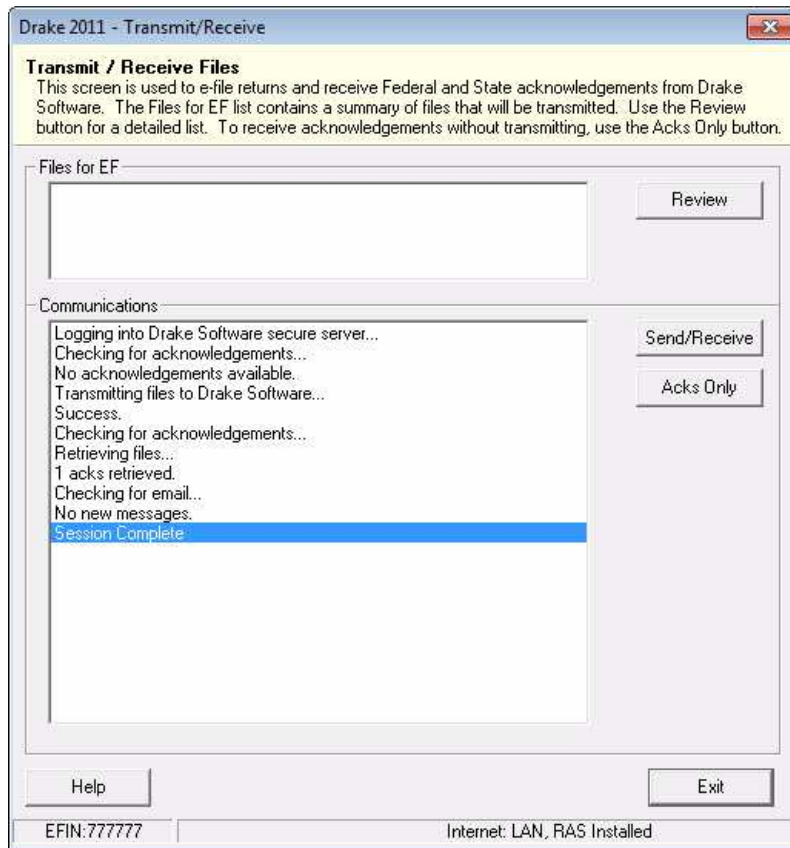 Drake 2011 - Transmit/Receive
Transmit / Receive Files
This screen is used to e-file returns and receive Federal and State acknowledgements from Drake
Software. The Files for EF list contains a summary of files that will be transmitted. Use the Review
button for a detailed list. To receive acknowledgements without transmitting, use the Acks Only button.
Files for EF
Review
Communications
Logging into Drake Software secure server...
Checking for acknowledgements...
No acknowledgements available.
Transmitting files to Drake Software...
Success.
Checking for acknowledgements...
Retrieving files...
1 acks retrieved.
Checking for email...
No new messages.
Session Complete
Send/Receive
Acks Only
Help
Exit
EFIN:777777
Internet: LAN, RAS Installed